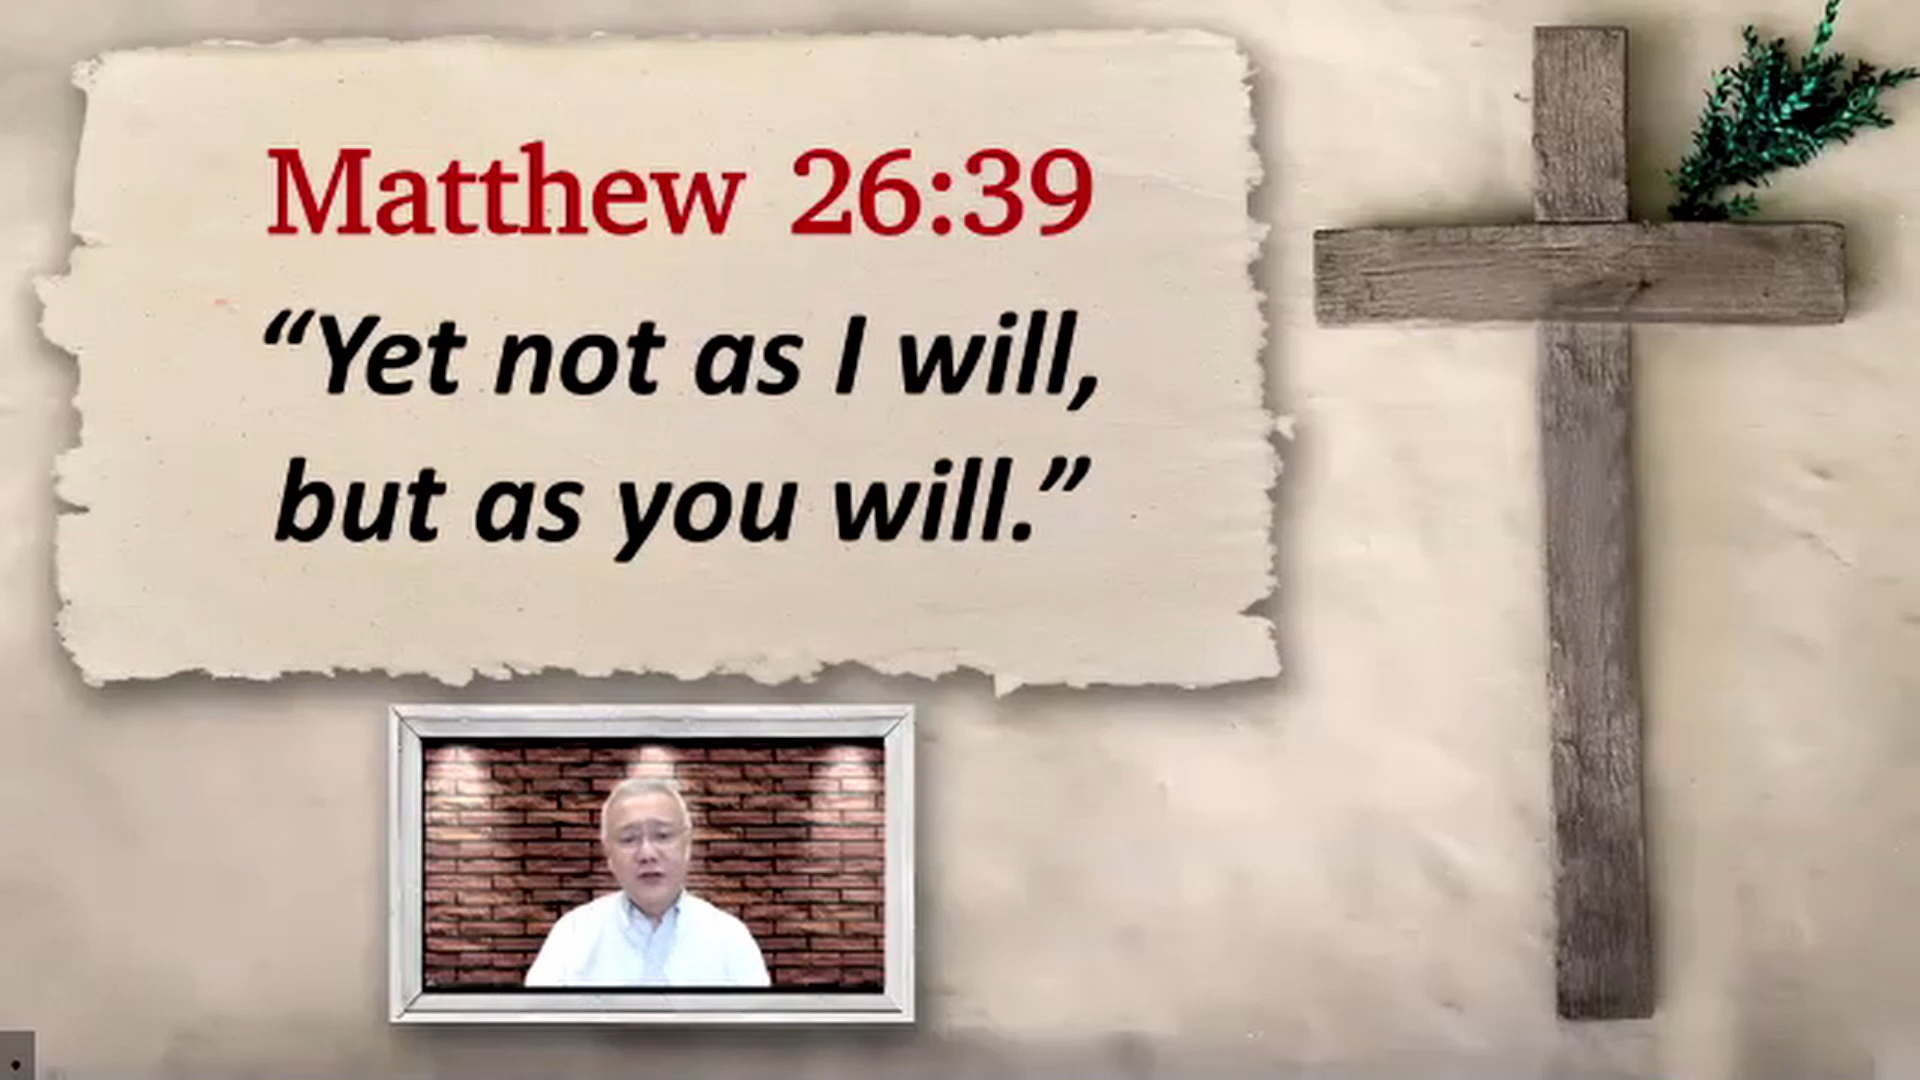 Matthew 26:39
“Yet not as I will,
but as you will.”